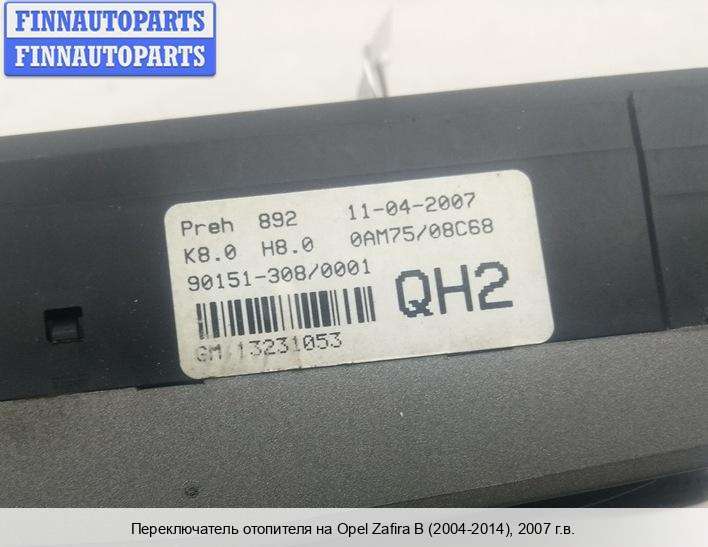 FINNAUTOPARTS
FINNAUTOPARTS
Preh 892 11-04-2007
K8.0 H8.0 0AM75/08C68
90151-308/0001
QH2
GM 13231053
Переключатель отопителя на Opel Zafira B (2004-2014), 2007 г.в.